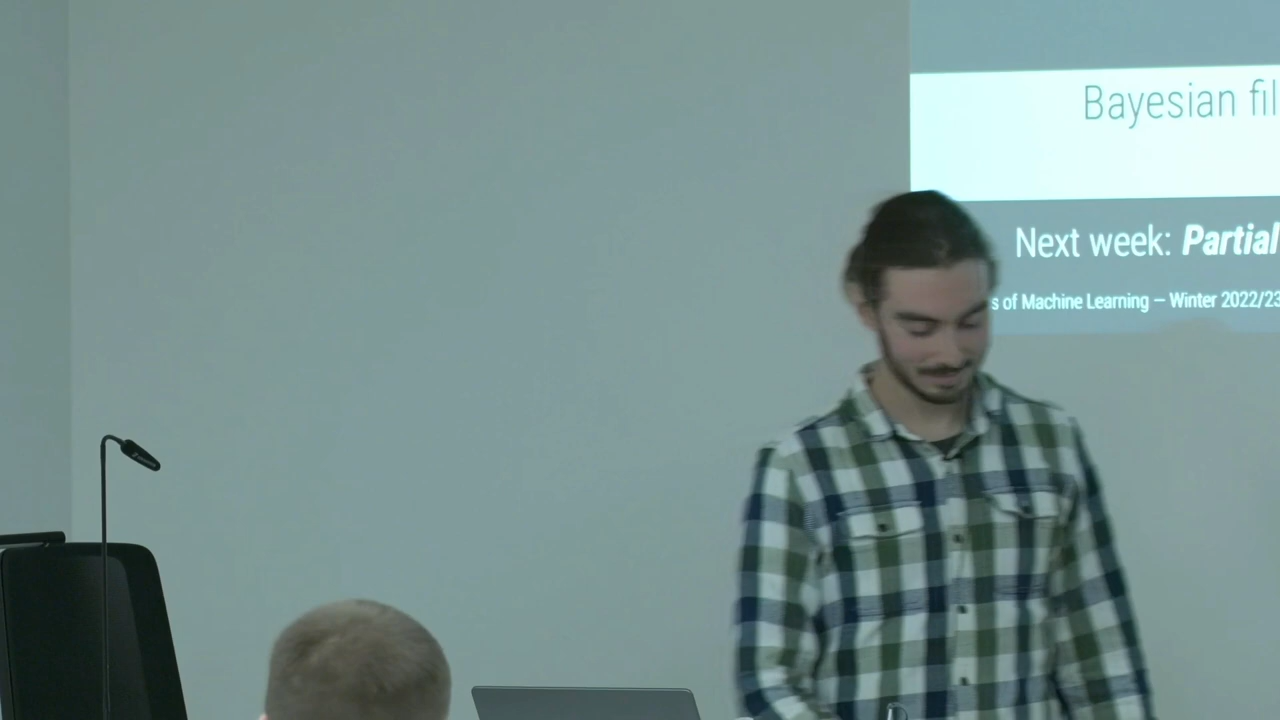 Bayesian fil
Next week: Partial
s of Machine Learning – Winter 2022/23